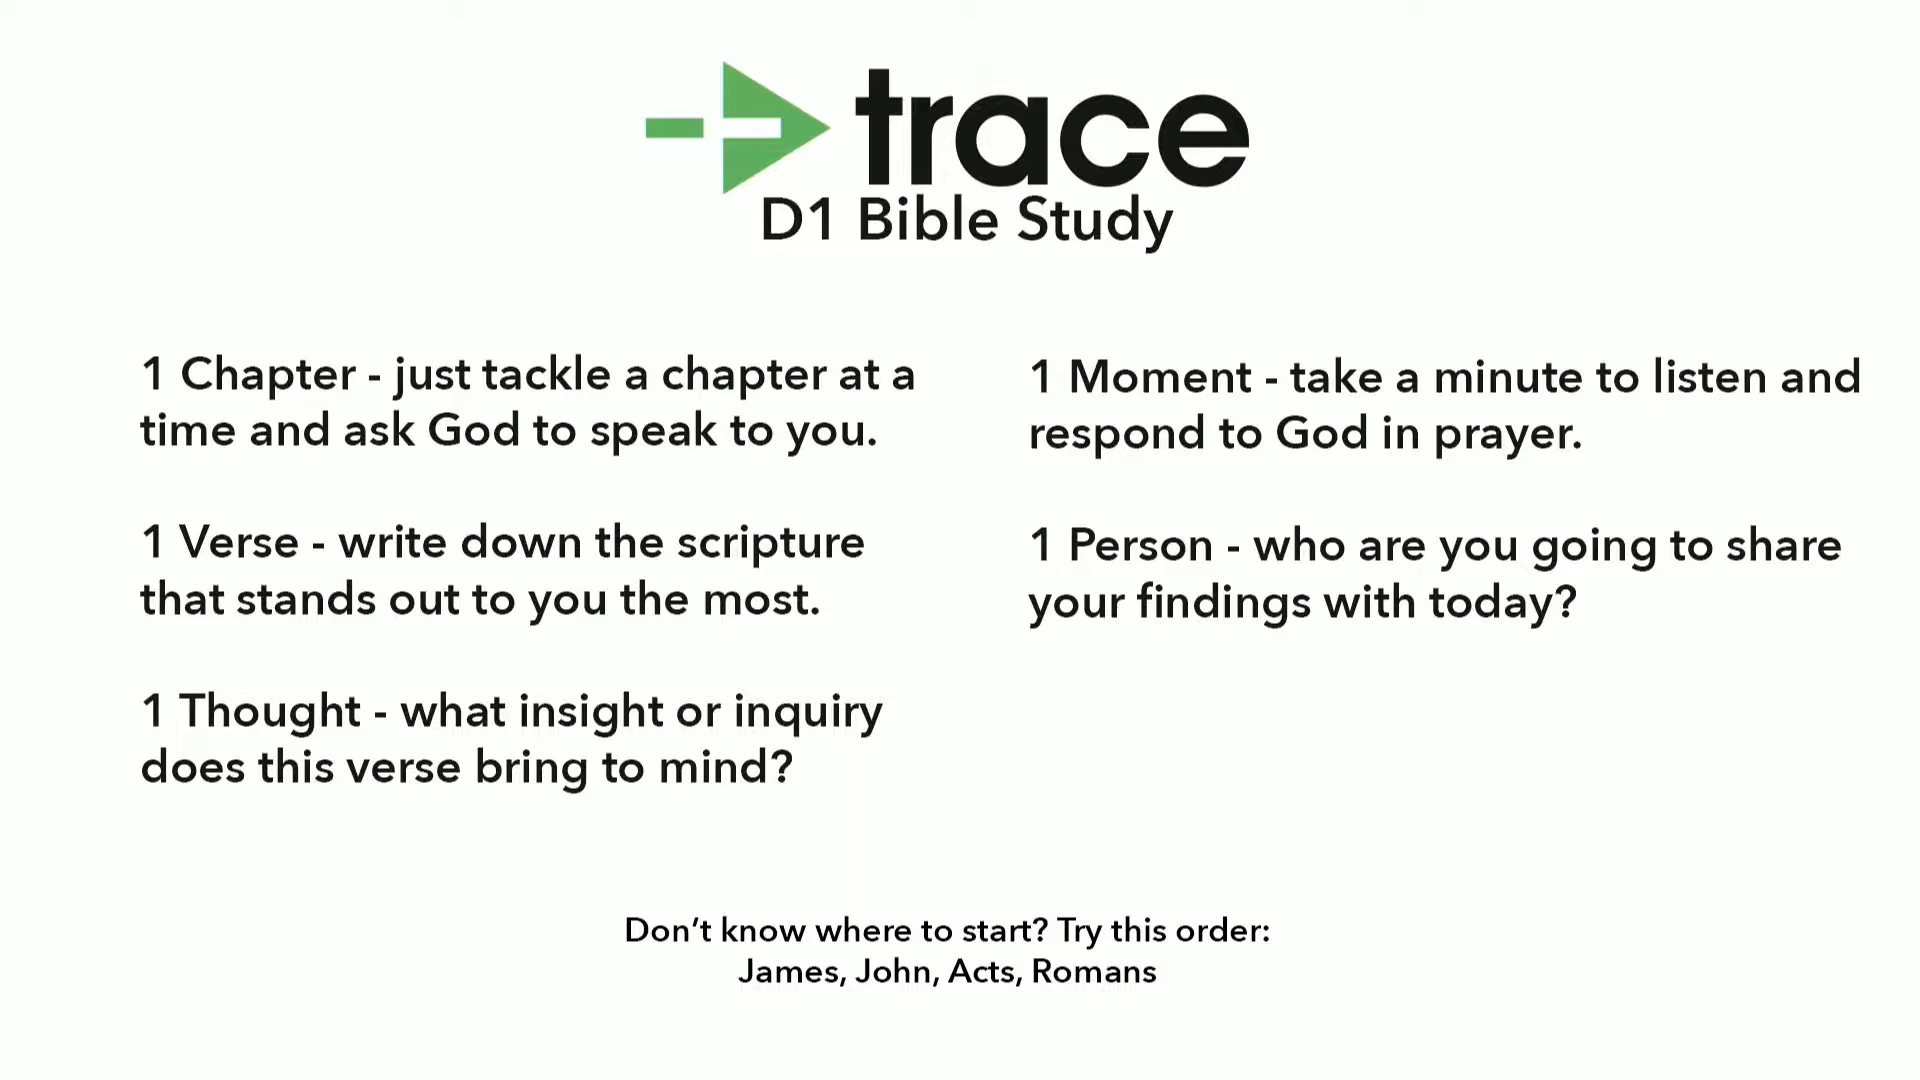 trace
D1 Bible Study
1 Chapter - just tackle a chapter at a
time and ask God to speak to you.
1 Verse - write down the scripture
that stands out to you the most.
1 Thought - what insight or inquiry
does this verse bring to mind?
1 Moment - take a minute to listen and
respond to God in prayer.
1 Person - who are you going to share
your findings with today?
Don’t know where to start? Try this order:
James, John, Acts, Romans